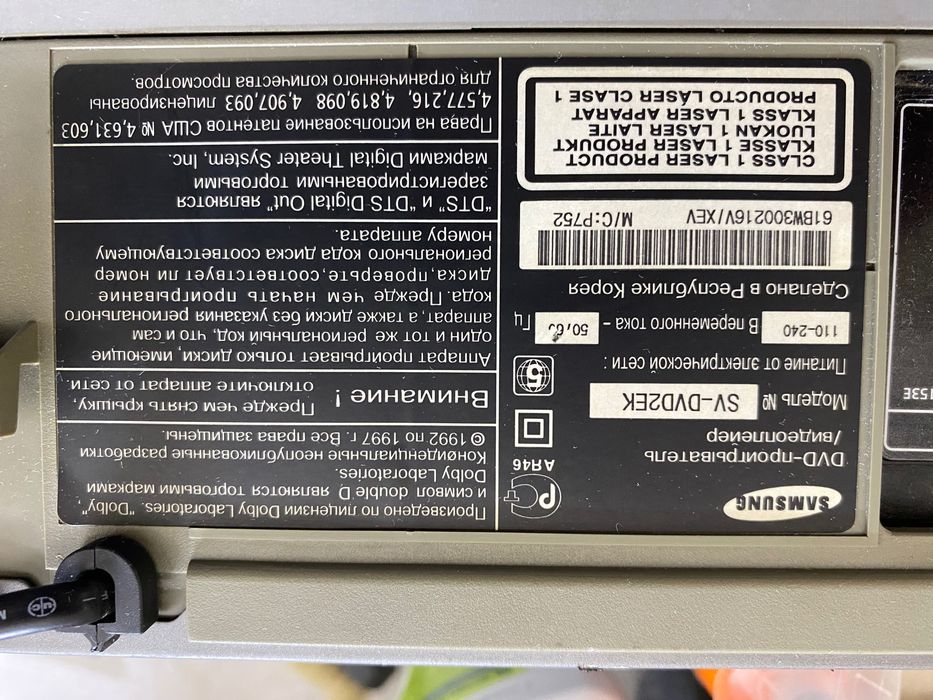 SAMSUNG
DVD-проигрыватель
/видеоплейер
Модель № SV-DVD2EK
Питание от электрической сети:
110-240 В переменного тока - 50,60 Гц
Сделано в Республике Корея
61BW300216V/XEV M/C:P752
CLASS 1 LASER PRODUCT
KLASSE 1 LASER PRODUKT
LUOKAN 1 LASER LAITE
KLASS 1 LASER APPARAT
PRODUCTO LÁSER CLASE 1
РС
АЯ46
5
Произведено по лицензии Dolby Laboratories. "Dolby"
и символ double D являются торговыми марками
Dolby Laboratories.
Конфиденциальные неопубликованные разработки
© 1992 по 1997 г. Все права защищены.
Внимание!
Прежде чем снять крышку,
отключите аппарат от сети.
Аппарат проигрывает только диски, имеющие
один и тот же региональный код, что и сам
аппарат, а также диски без указания регионального
кода. Прежде чем начать проигрывание
диска, проверьте, соответствует ли номер
регионального кода диска соответствующему
номеру аппарата.
"DTS" и "DTS Digital Out" являются
зарегистрированными торговыми
марками Digital Theater System, Inc.
Права на использование патентов США № 4,631,603
4,577,216, 4,819,098 4,907,093 лицензированы
для ограниченного количества просмотров.
153E